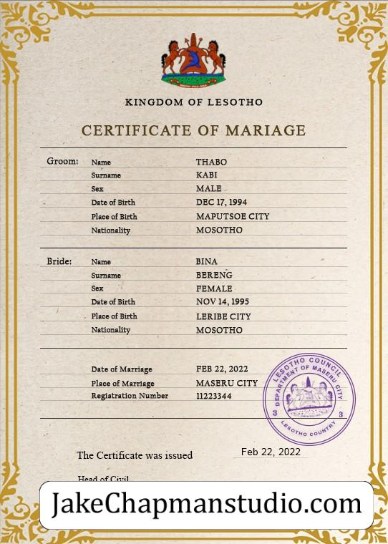 KINGDOM OF LESOTHO
CERTIFICATE OF MARIAGE
Groom: Name THABO
Surname KABI
Sex MALE
Date of Birth DEC 17, 1994
Place of Birth MAPUTSOE CITY
Nationality MOSOTHO
Bride: Name BINA
Surname BERENG
Sex FEMALE
Date of Birth NOV 14, 1995
Place of Birth LERIBE CITY
Nationality MOSOTHO
Date of Marriage FEB 22, 2022
Place of Marriage MASERU CITY
Registration Number 11223344
LESOTHO COUNCIL
DEPARTMENT OF MASERU CITY
3 3
LESOTHO COUNTRY
The Certificate was issued Feb 22, 2022
Head of Civil
JakeChapmanstudio.com